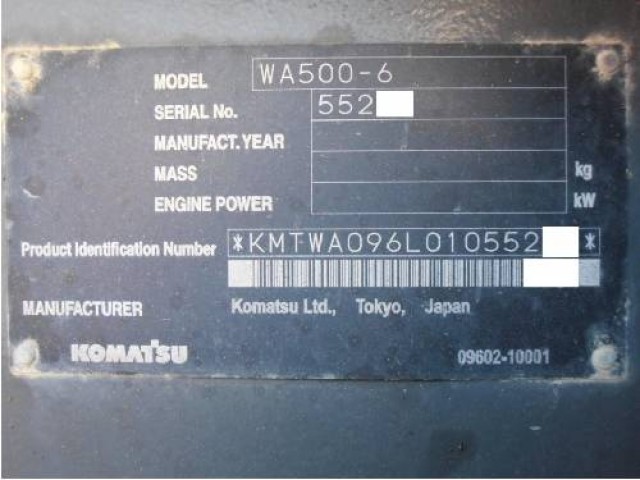 MODEL WA500-6
SERIAL No. 552
MANUFACT. YEAR
MASS kg
ENGINE POWER kW
Product Identification Number *KMTWA096L010552 *
MANUFACTURER Komatsu Ltd., Tokyo, Japan
KOMATSU 09602-10001